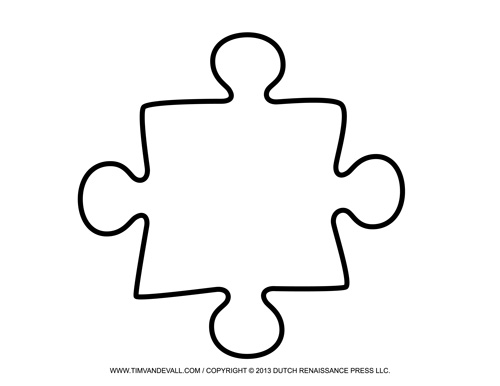 WWW.TIMVANDEVALL.COM / COPYRIGHT © 2013 DUTCH RENAISSANCE PRESS LLC.